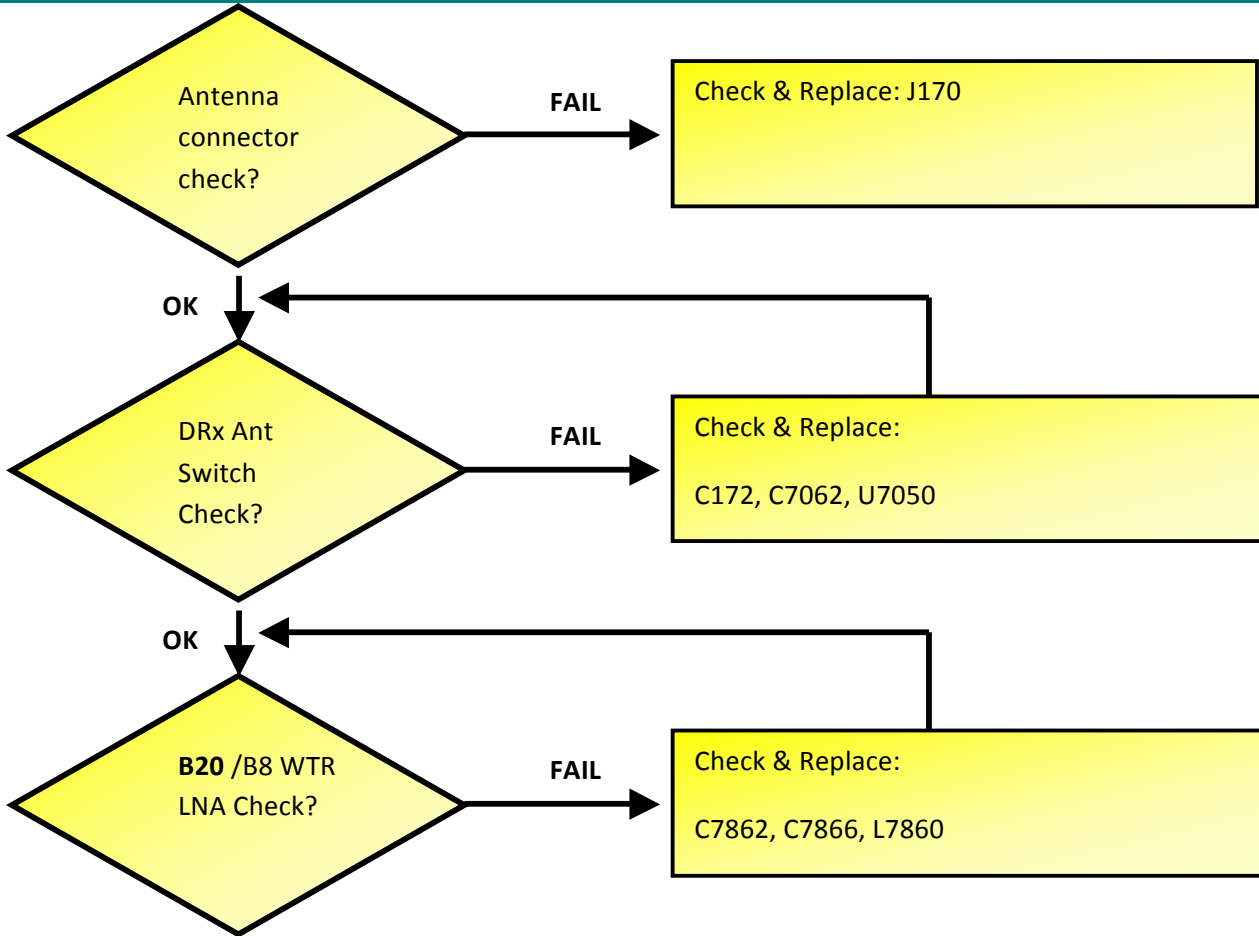 Antenna
connector
check?
FAIL
Check & Replace: J170
OK
DRx Ant
Switch
Check?
FAIL
Check & Replace:
C172, C7062, U7050
OK
B20 /B8 WTR
LNA Check?
FAIL
Check & Replace:
C7862, C7866, L7860